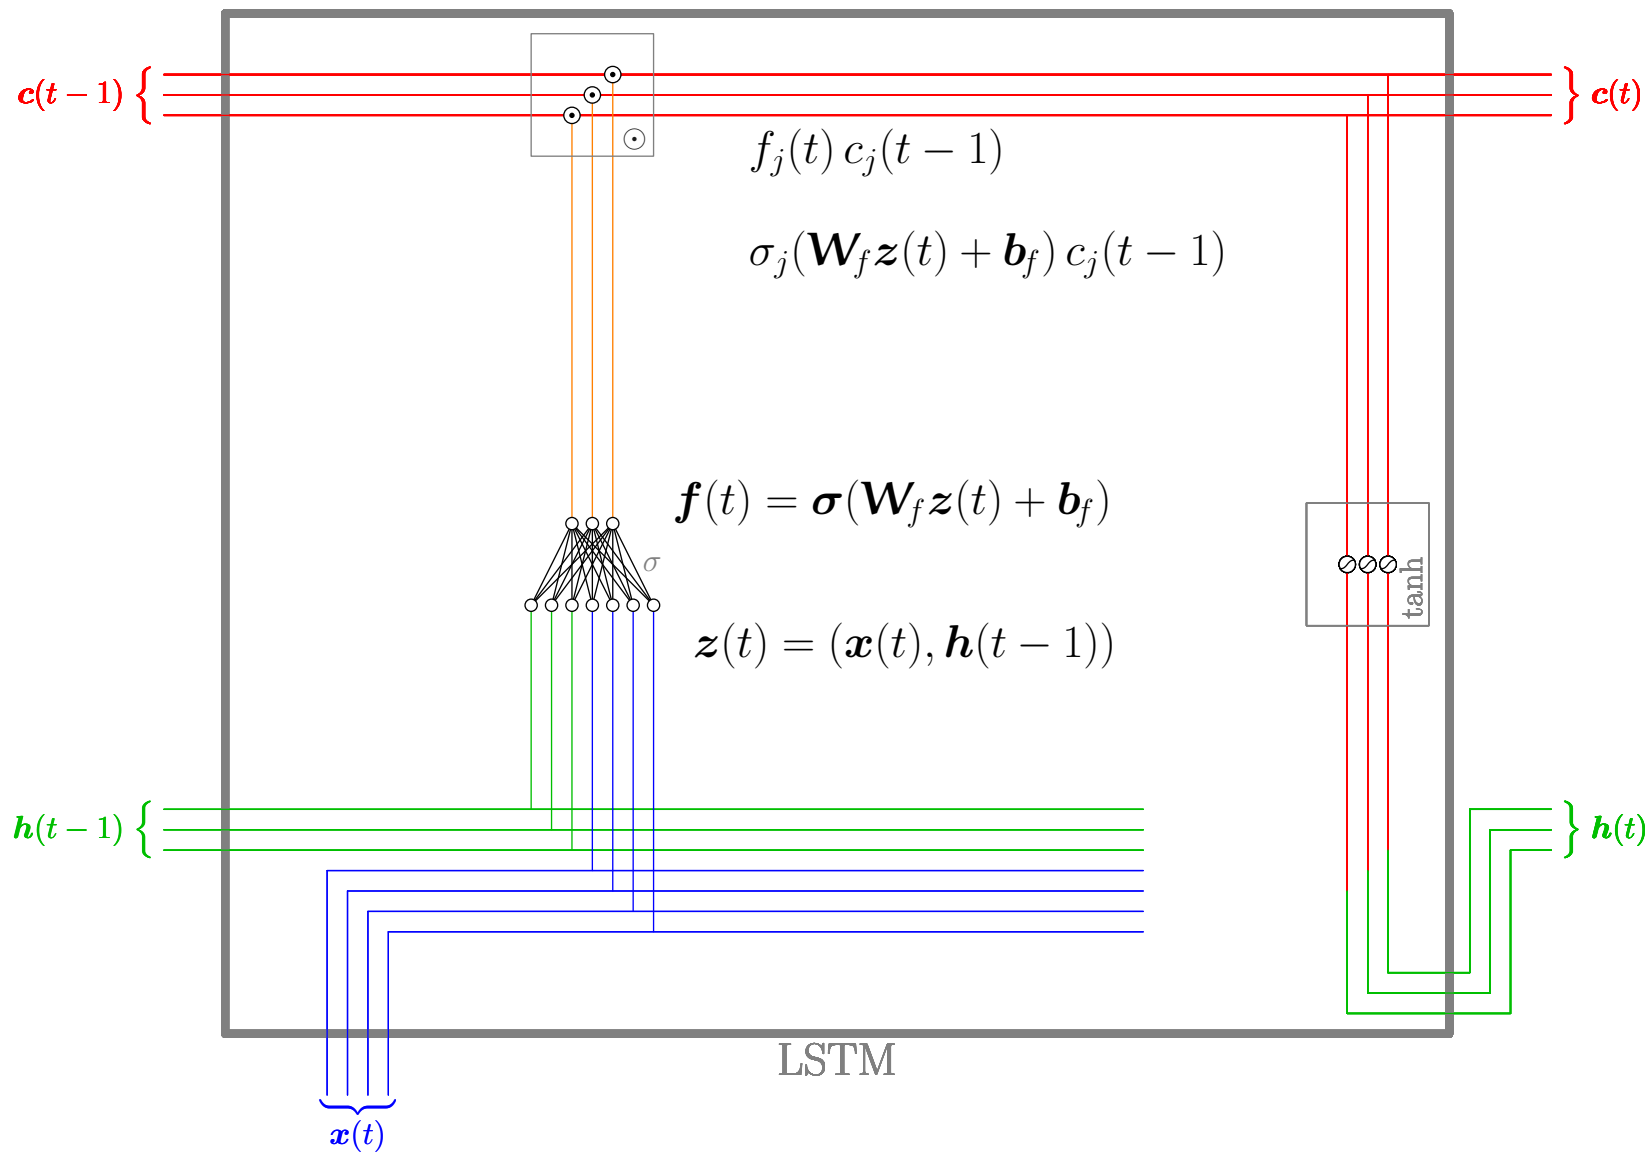 c(t − 1) {
} c(t)
⊙
f_j(t) c_j(t − 1)
σ_j(W_f z(t) + b_f) c_j(t − 1)
f(t) = σ(W_f z(t) + b_f)
σ
tanh
z(t) = (x(t), h(t − 1))
h(t − 1) {
} h(t)
LSTM
x(t)